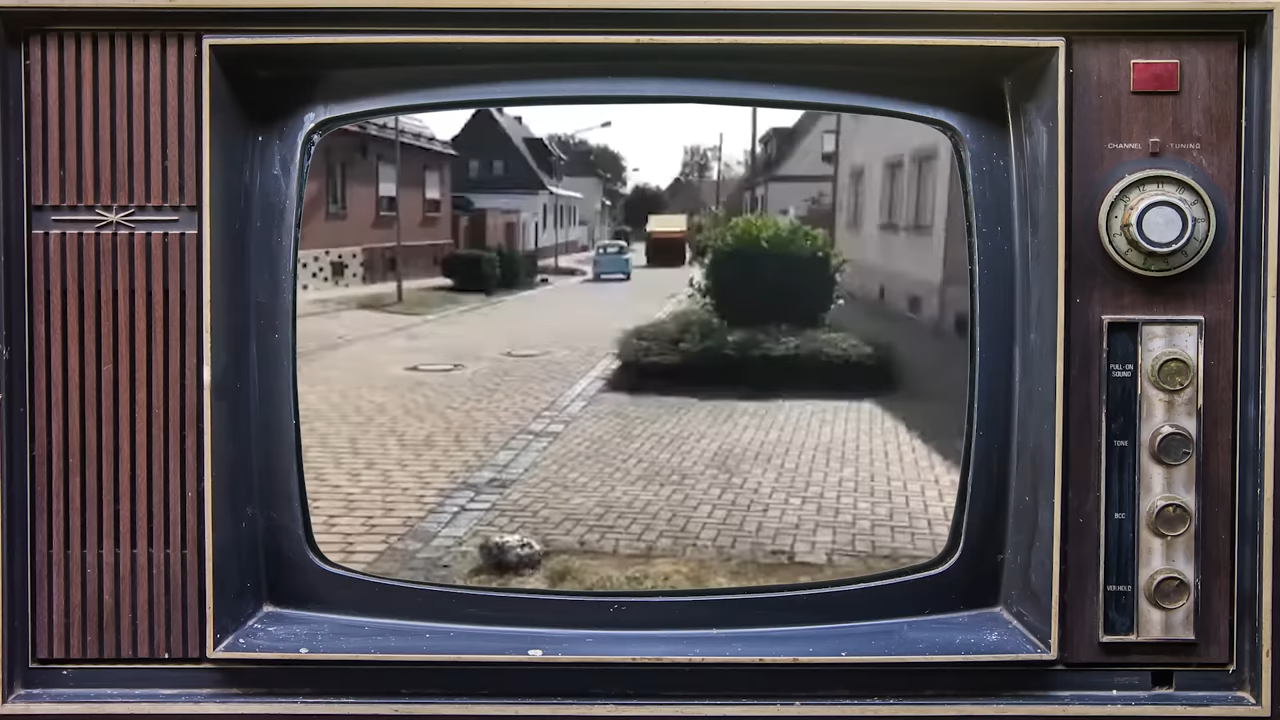 · CHANNEL · TUNING
PULL-ON
SOUND
TONE
BCC
VER.HOLD